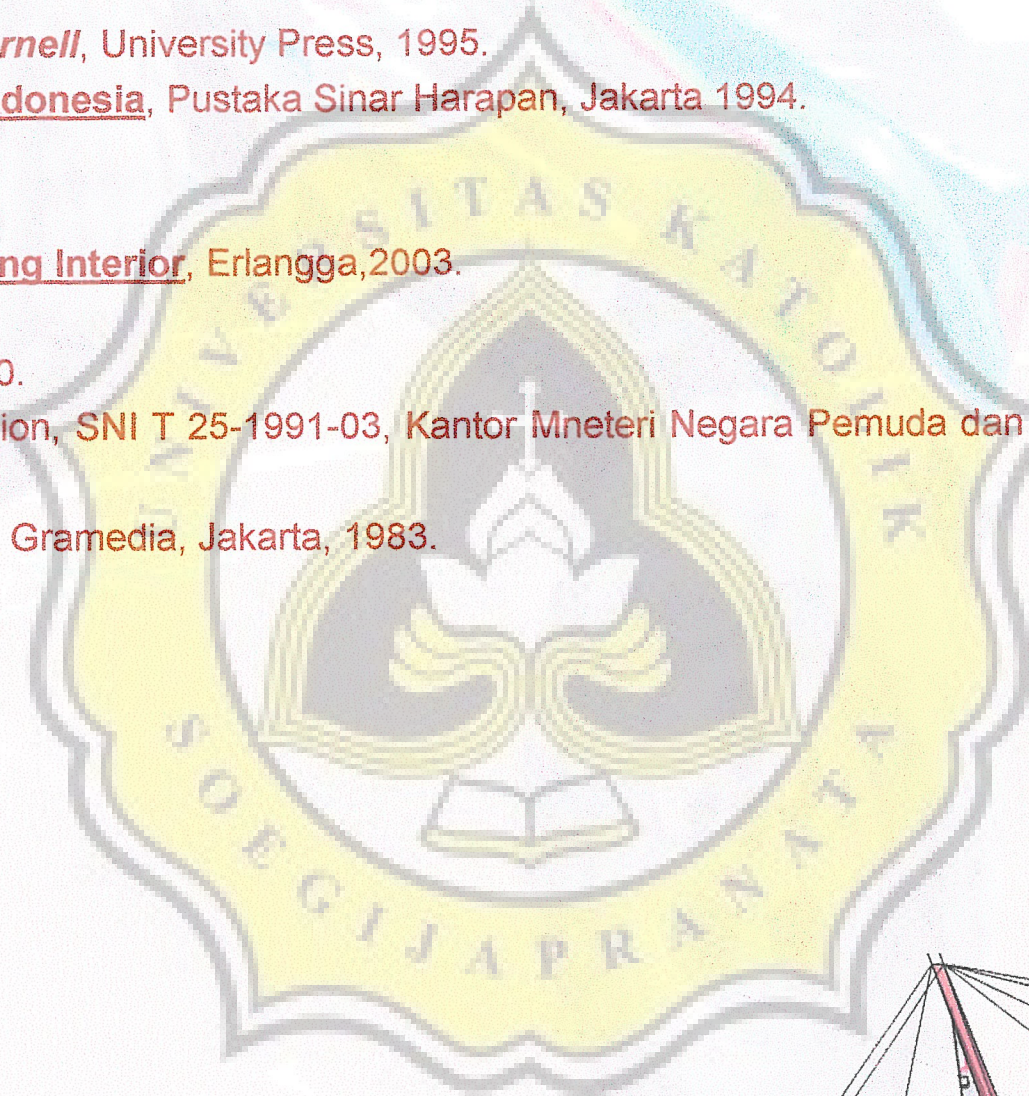 rnell, University Press, 1995.
donesia, Pustaka Sinar Harapan, Jakarta 1994.
ng Interior, Erlangga,2003.
0.
ion, SNI T 25-1991-03, Kantor Mneteri Negara Pemuda dan
Gramedia, Jakarta, 1983.
UNIVERSITAS KATOLIK
SOEGIJAPRANATA